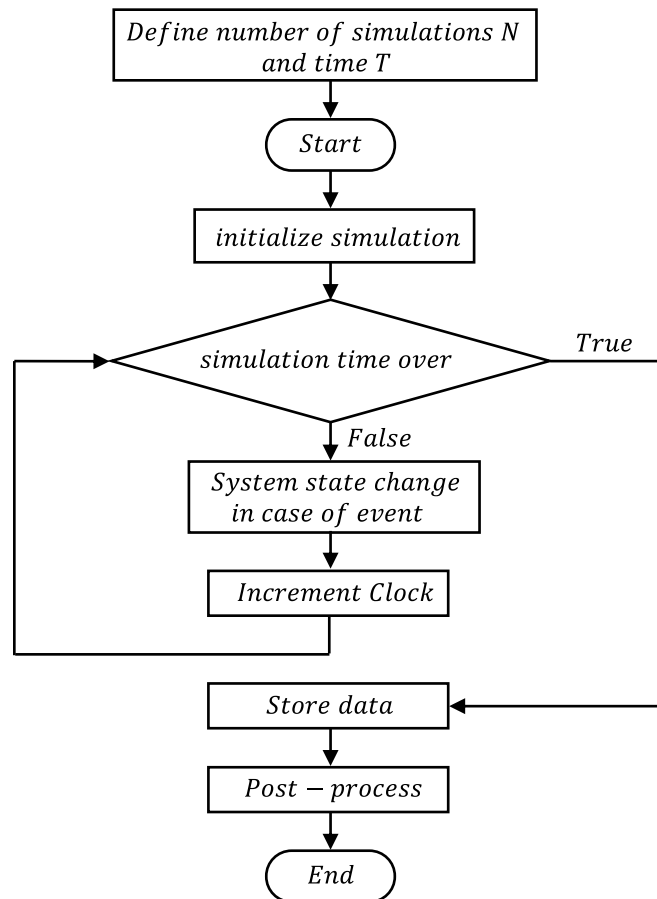 Define number of simulations N
and time T
Start
initialize simulation
simulation time over
True
False
System state change
in case of event
Increment Clock
Store data
Post − process
End